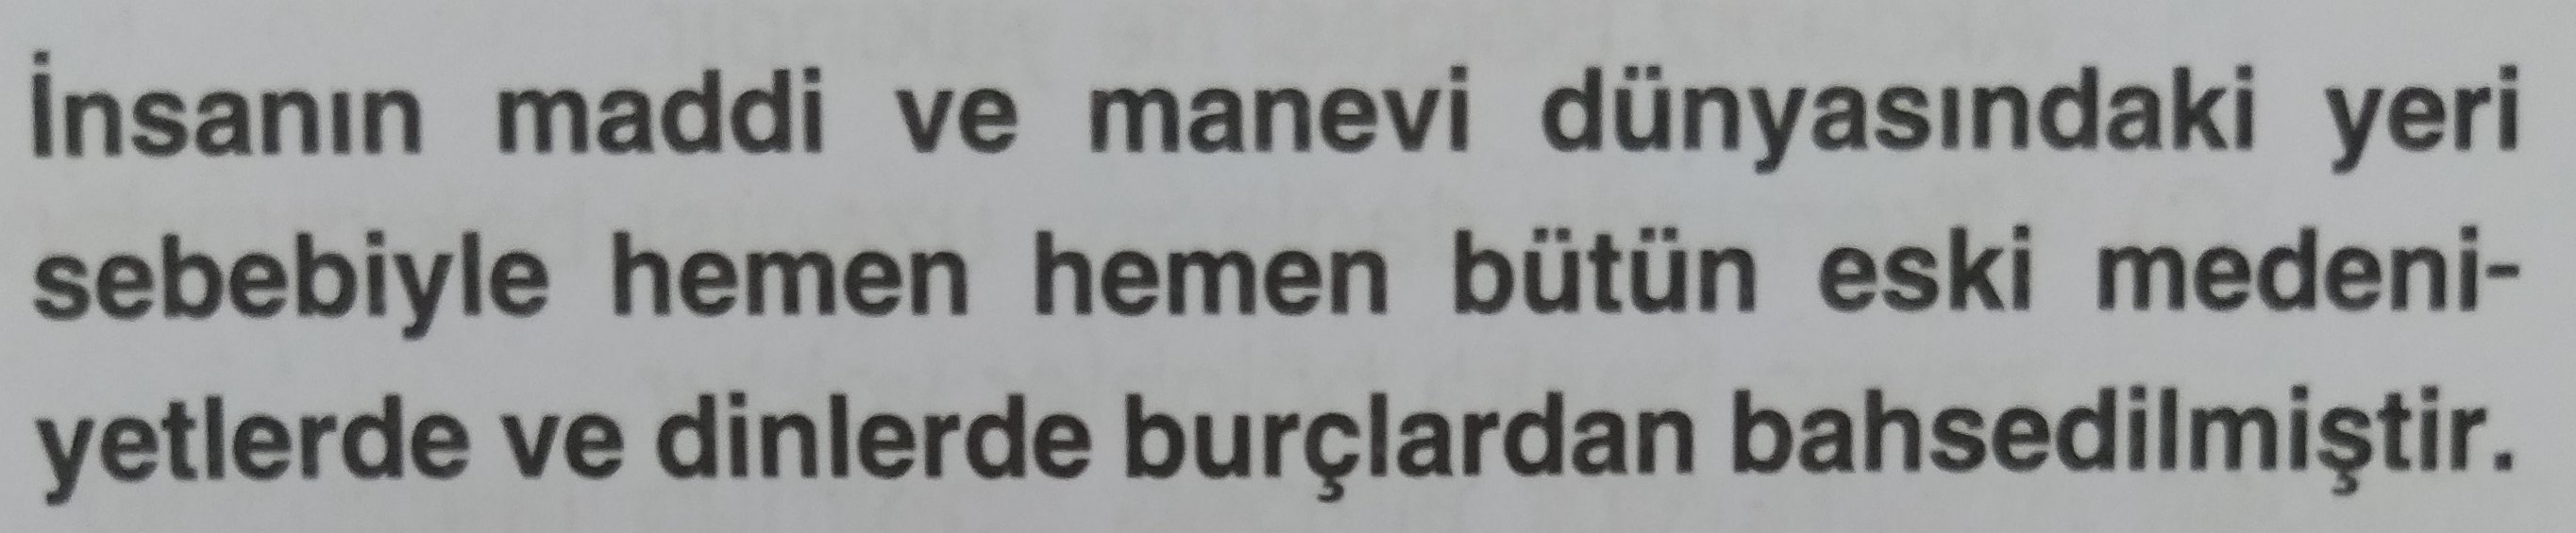 İnsanın maddi ve manevi dünyasındaki yeri
sebebiyle hemen hemen bütün eski medeni-
yetlerde ve dinlerde burçlardan bahsedilmiştir.